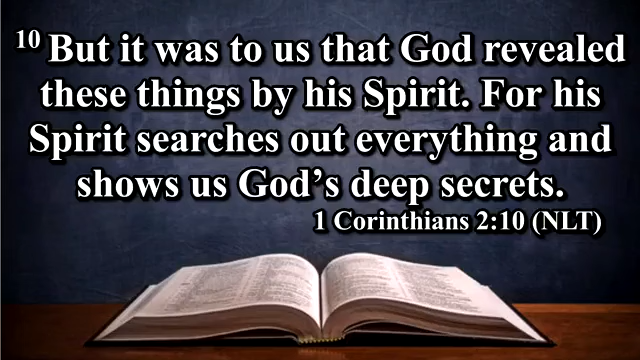 10 But it was to us that God revealed
these things by his Spirit. For his
Spirit searches out everything and
shows us God’s deep secrets.
1 Corinthians 2:10 (NLT)